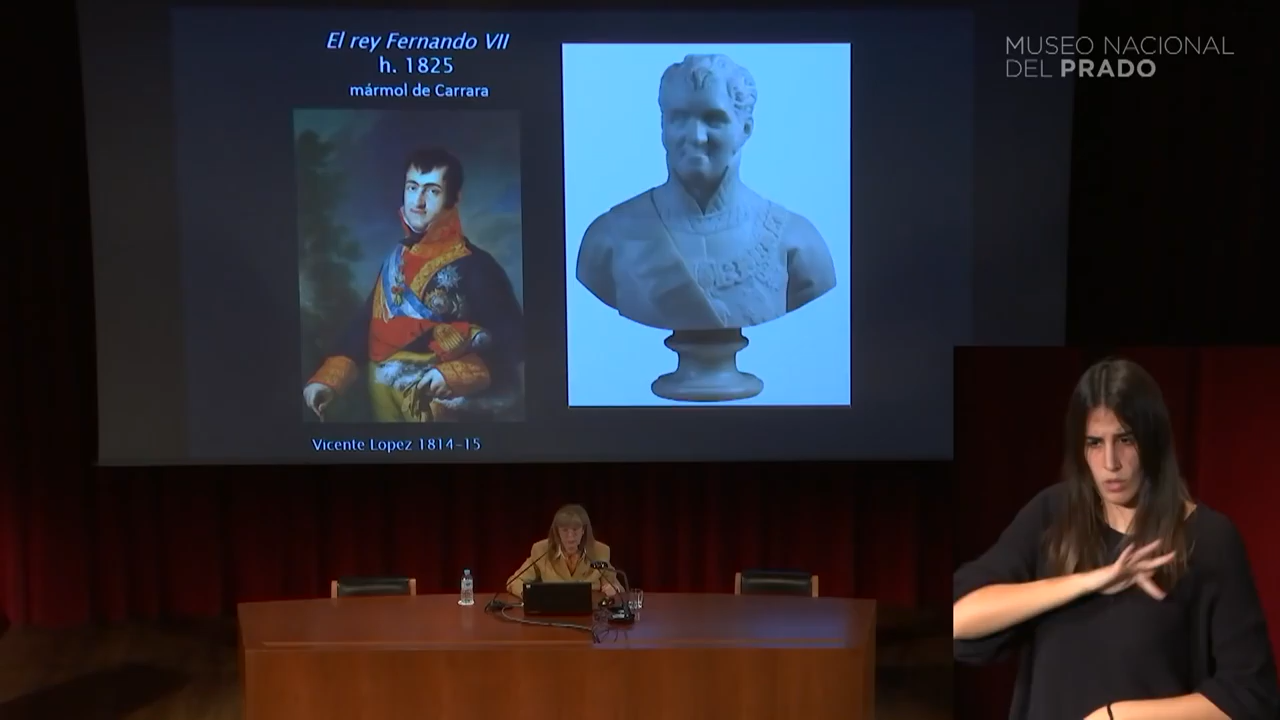 El rey Fernando VII
h. 1825
mármol de Carrara
Vicente Lopez 1814-15
MUSEO NACIONAL
DEL PRADO